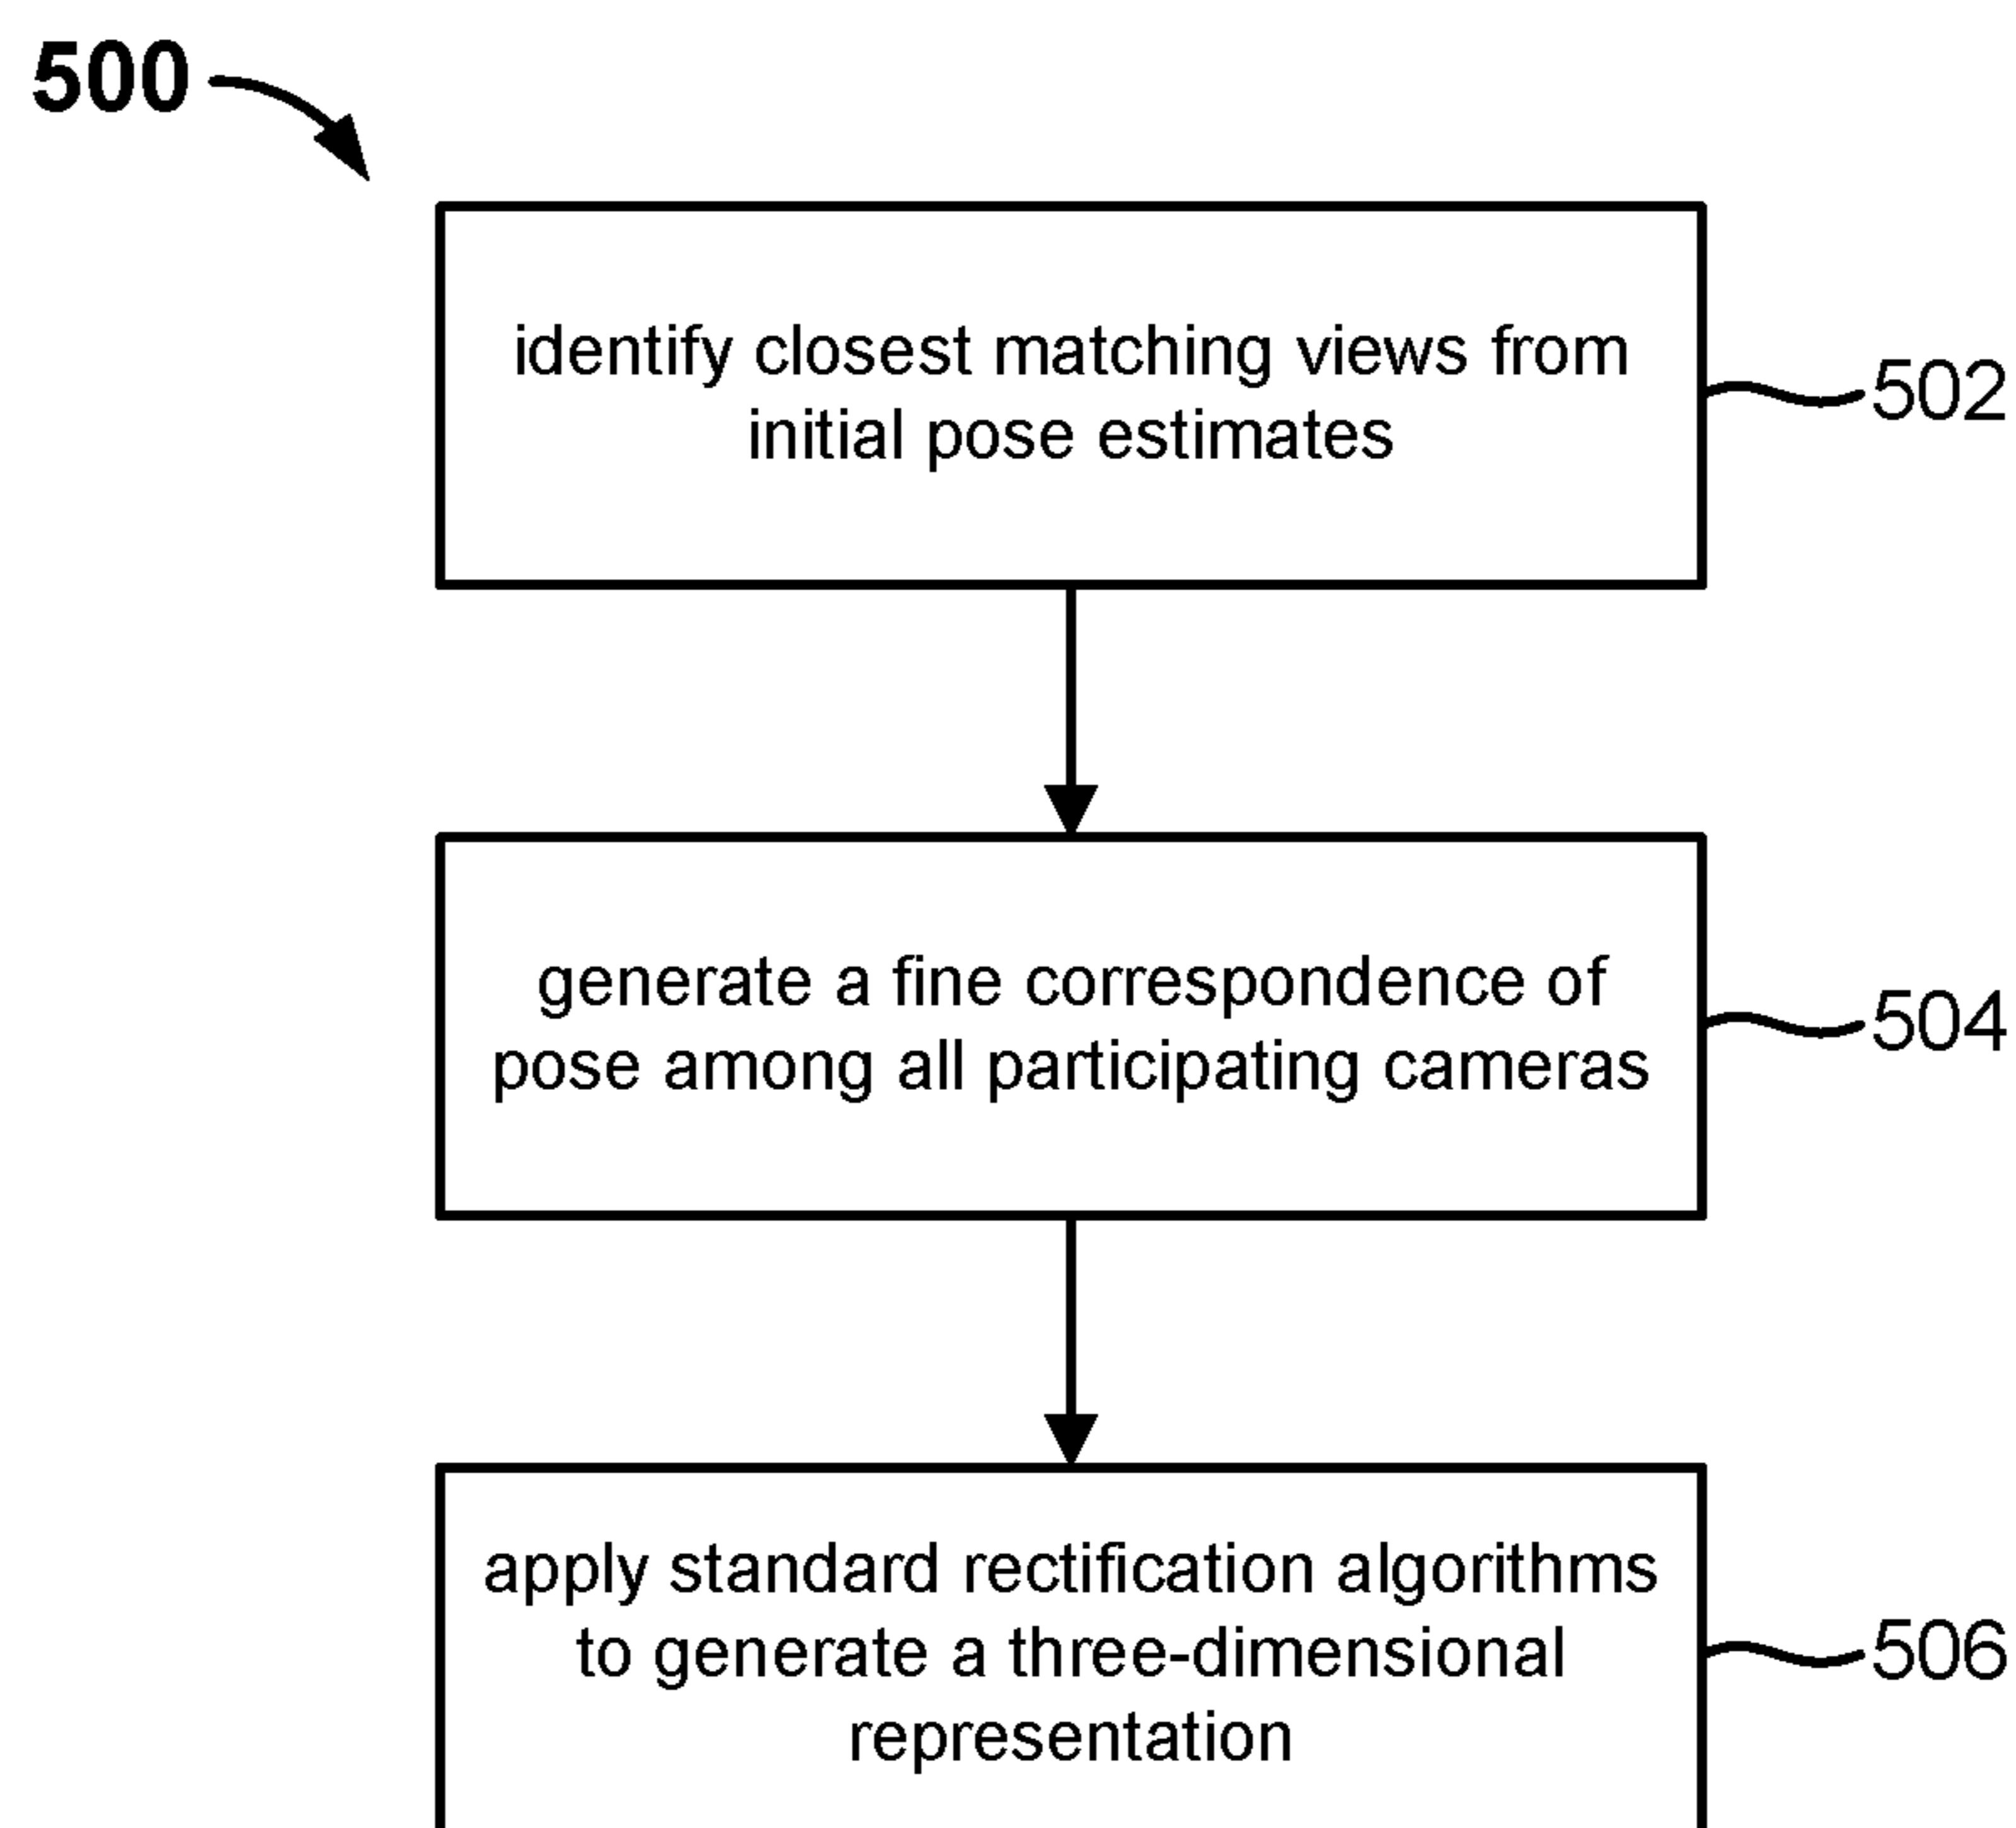 500
identify closest matching views from
initial pose estimates
502
generate a fine correspondence of
pose among all participating cameras
504
apply standard rectification algorithms
to generate a three-dimensional
representation
506